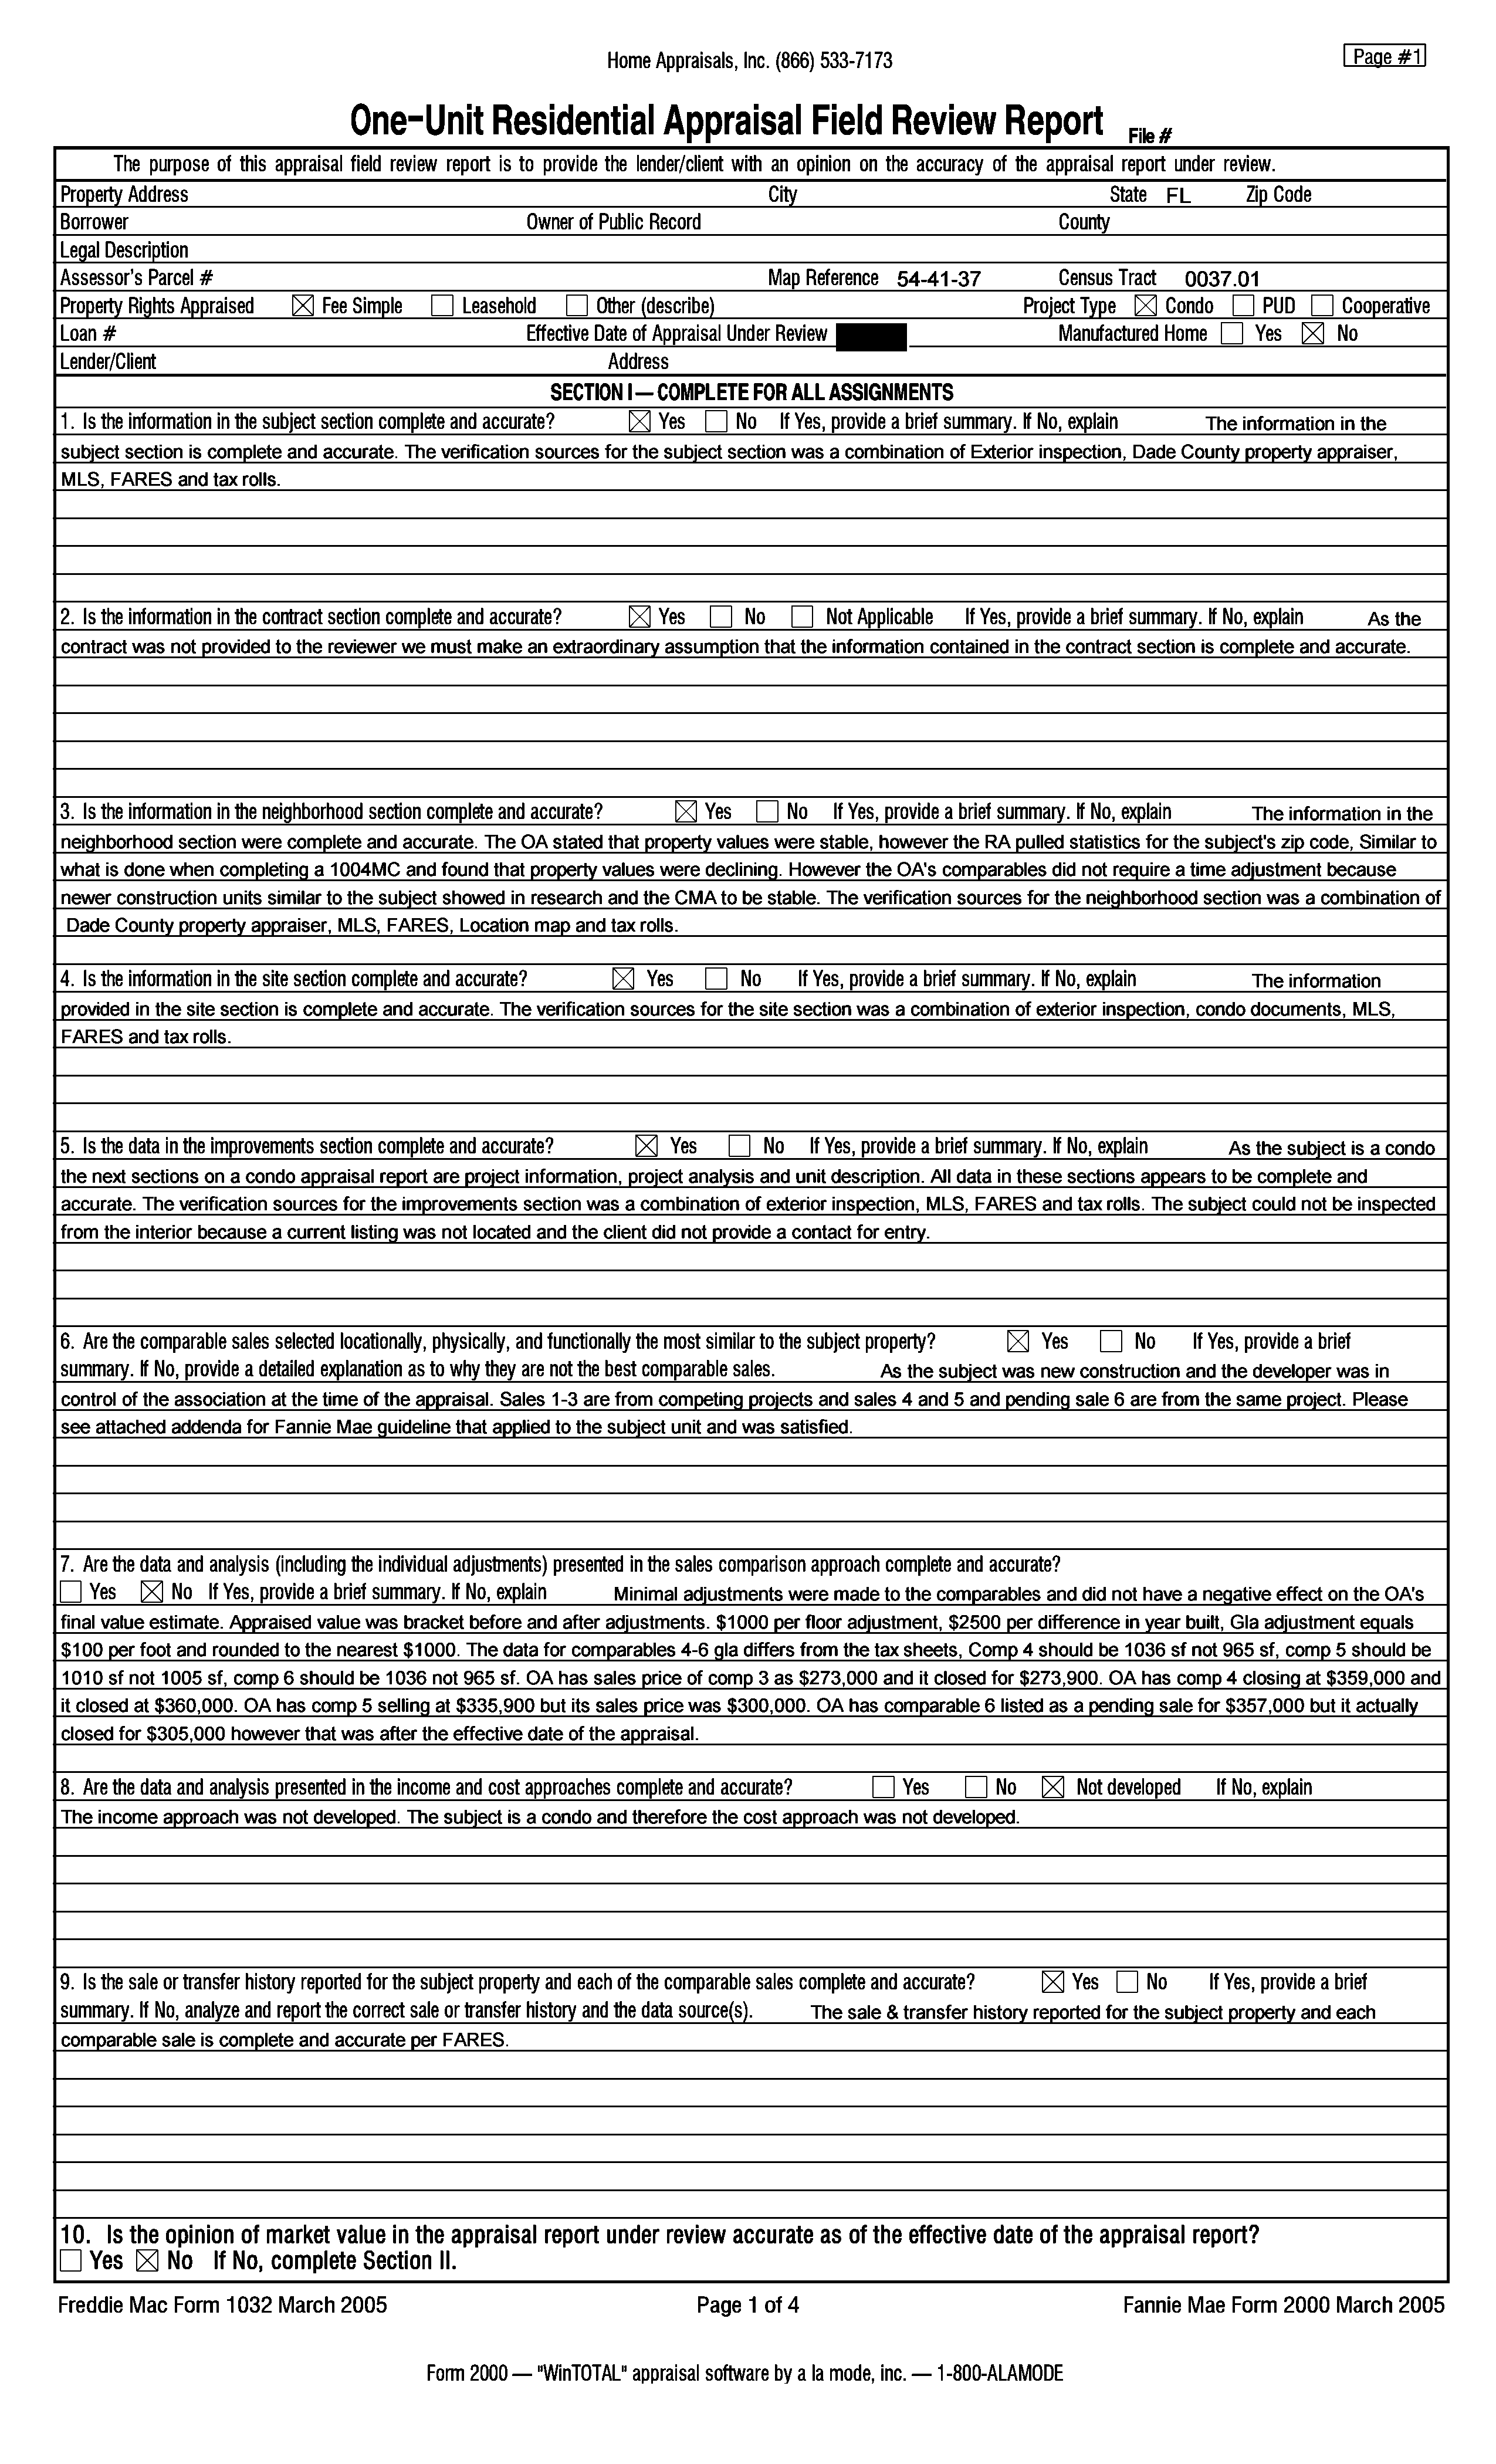 Home Appraisals, Inc. (866) 533-7173
Page #1
One-Unit Residential Appraisal Field Review Report File #
The purpose of this appraisal field review report is to provide the lender/client with an opinion on the accuracy of the appraisal report under review.
Property Address City State FL Zip Code
Borrower Owner of Public Record County
Legal Description
Assessor's Parcel # Map Reference 54-41-37 Census Tract 0037.01
Property Rights Appraised ☒ Fee Simple ☐ Leasehold ☐ Other (describe) Project Type ☒ Condo ☐ PUD ☐ Cooperative
Loan # Effective Date of Appraisal Under Review Manufactured Home ☐ Yes ☒ No
Lender/Client Address
SECTION I — COMPLETE FOR ALL ASSIGNMENTS
1. Is the information in the subject section complete and accurate? ☒ Yes ☐ No If Yes, provide a brief summary. If No, explain The information in the
subject section is complete and accurate. The verification sources for the subject section was a combination of Exterior inspection, Dade County property appraiser,
MLS, FARES and tax rolls.
2. Is the information in the contract section complete and accurate? ☒ Yes ☐ No ☐ Not Applicable If Yes, provide a brief summary. If No, explain As the
contract was not provided to the reviewer we must make an extraordinary assumption that the information contained in the contract section is complete and accurate.
3. Is the information in the neighborhood section complete and accurate? ☒ Yes ☐ No If Yes, provide a brief summary. If No, explain The information in the
neighborhood section were complete and accurate. The OA stated that property values were stable, however the RA pulled statistics for the subject's zip code, Similar to
what is done when completing a 1004MC and found that property values were declining. However the OA's comparables did not require a time adjustment because
newer construction units similar to the subject showed in research and the CMA to be stable. The verification sources for the neighborhood section was a combination of
Dade County property appraiser, MLS, FARES, Location map and tax rolls.
4. Is the information in the site section complete and accurate? ☒ Yes ☐ No If Yes, provide a brief summary. If No, explain The information
provided in the site section is complete and accurate. The verification sources for the site section was a combination of exterior inspection, condo documents, MLS,
FARES and tax rolls.
5. Is the data in the improvements section complete and accurate? ☒ Yes ☐ No If Yes, provide a brief summary. If No, explain As the subject is a condo
the next sections on a condo appraisal report are project information, project analysis and unit description. All data in these sections appears to be complete and
accurate. The verification sources for the improvements section was a combination of exterior inspection, MLS, FARES and tax rolls. The subject could not be inspected
from the interior because a current listing was not located and the client did not provide a contact for entry.
6. Are the comparable sales selected locationally, physically, and functionally the most similar to the subject property? ☒ Yes ☐ No If Yes, provide a brief
summary. If No, provide a detailed explanation as to why they are not the best comparable sales. As the subject was new construction and the developer was in
control of the association at the time of the appraisal. Sales 1-3 are from competing projects and sales 4 and 5 and pending sale 6 are from the same project. Please
see attached addenda for Fannie Mae guideline that applied to the subject unit and was satisfied.
7. Are the data and analysis (including the individual adjustments) presented in the sales comparison approach complete and accurate?
☐ Yes ☒ No If Yes, provide a brief summary. If No, explain Minimal adjustments were made to the comparables and did not have a negative effect on the OA's
final value estimate. Appraised value was bracket before and after adjustments. $1000 per floor adjustment, $2500 per difference in year built, Gla adjustment equals
$100 per foot and rounded to the nearest $1000. The data for comparables 4-6 gla differs from the tax sheets, Comp 4 should be 1036 sf not 965 sf, comp 5 should be
1010 sf not 1005 sf, comp 6 should be 1036 not 965 sf. OA has sales price of comp 3 as $273,000 and it closed for $273,900. OA has comp 4 closing at $359,000 and
it closed at $360,000. OA has comp 5 selling at $335,900 but its sales price was $300,000. OA has comparable 6 listed as a pending sale for $357,000 but it actually
closed for $305,000 however that was after the effective date of the appraisal.
8. Are the data and analysis presented in the income and cost approaches complete and accurate? ☐ Yes ☐ No ☒ Not developed If No, explain
The income approach was not developed. The subject is a condo and therefore the cost approach was not developed.
9. Is the sale or transfer history reported for the subject property and each of the comparable sales complete and accurate? ☒ Yes ☐ No If Yes, provide a brief
summary. If No, analyze and report the correct sale or transfer history and the data source(s). The sale & transfer history reported for the subject property and each
comparable sale is complete and accurate per FARES.
10. Is the opinion of market value in the appraisal report under review accurate as of the effective date of the appraisal report?
☐ Yes ☒ No If No, complete Section II.
Freddie Mac Form 1032 March 2005 Page 1 of 4 Fannie Mae Form 2000 March 2005
Form 2000 — "WinTOTAL" appraisal software by a la mode, inc. — 1-800-ALAMODE